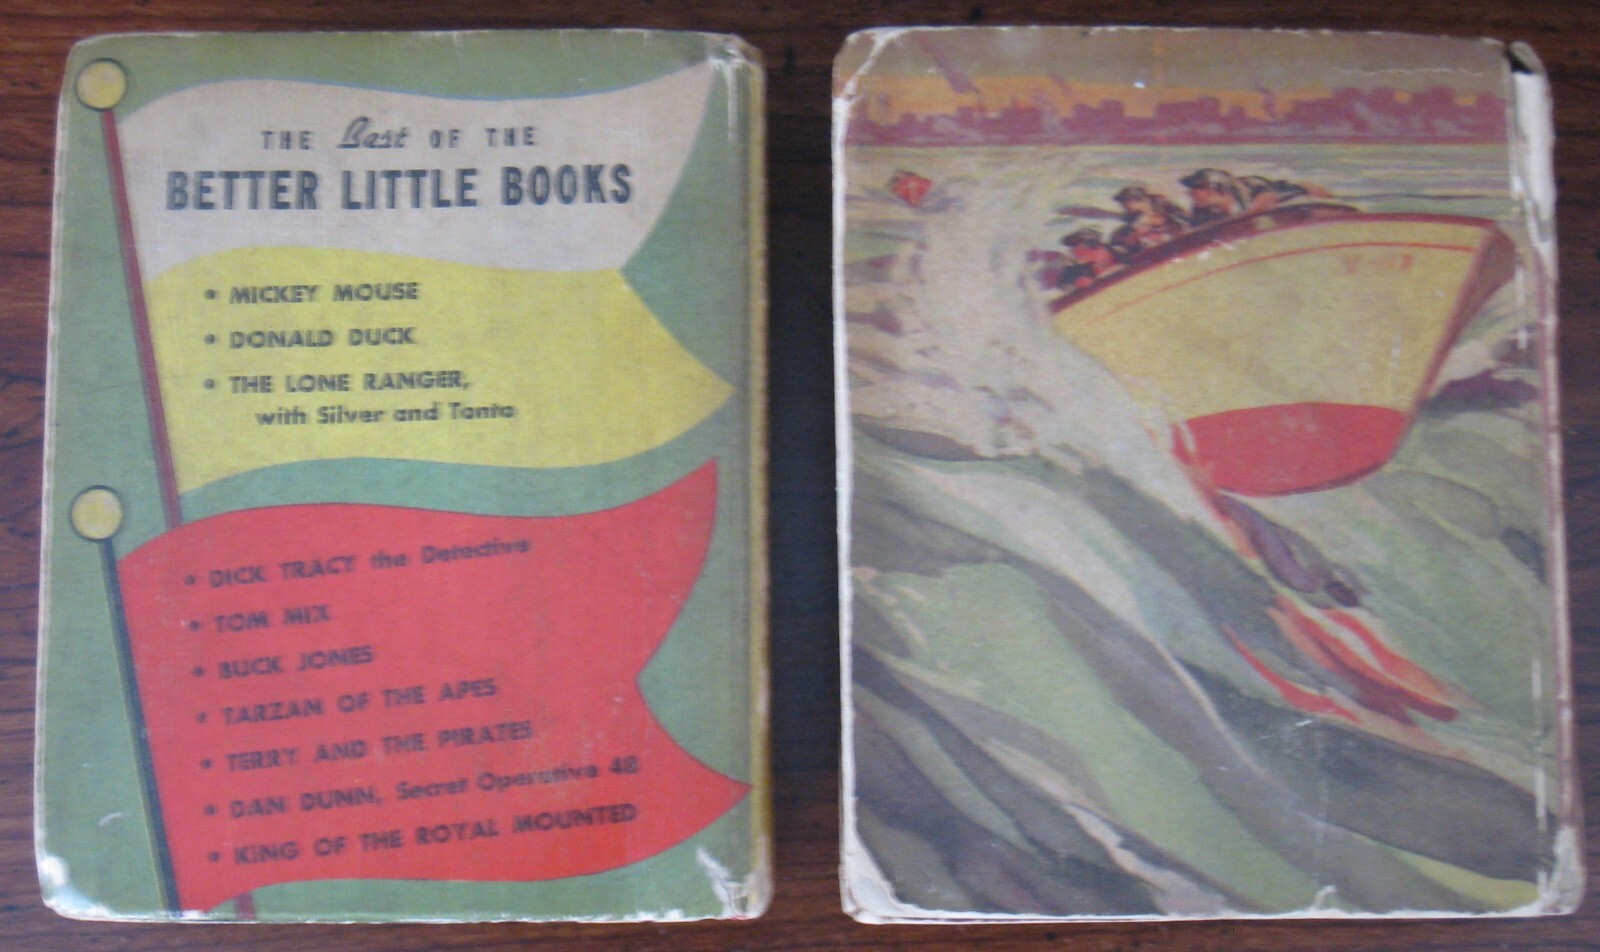 THE Best OF THE
BETTER LITTLE BOOKS
• MICKEY MOUSE
• DONALD DUCK
• THE LONE RANGER,
with Silver and Tonto
• DICK TRACY the Detective
• TOM MIX
• BUCK JONES
• TARZAN OF THE APES
• TERRY AND THE PIRATES
• DAN DUNN, Secret Operative 48
• KING OF THE ROYAL MOUNTED